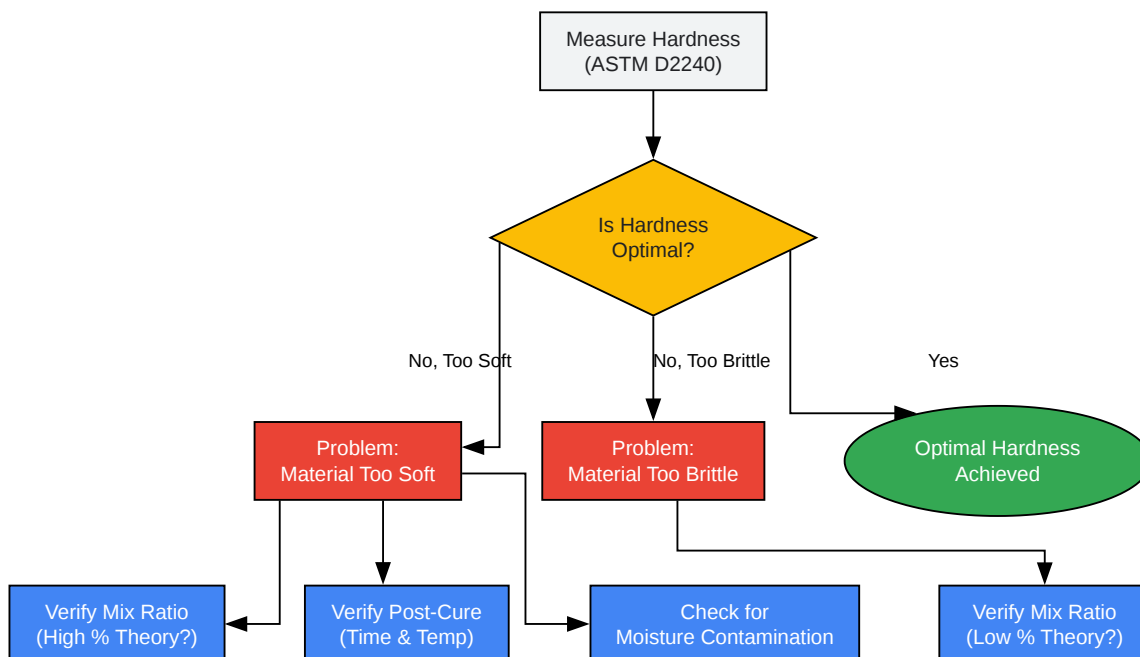 Measure Hardness
(ASTM D2240)
Is Hardness
Optimal?
No, Too Soft
No, Too Brittle
Yes
Problem:
Material Too Soft
Problem:
Material Too Brittle
Optimal Hardness
Achieved
Verify Mix Ratio
(High % Theory?)
Verify Post-Cure
(Time & Temp)
Check for
Moisture Contamination
Verify Mix Ratio
(Low % Theory?)